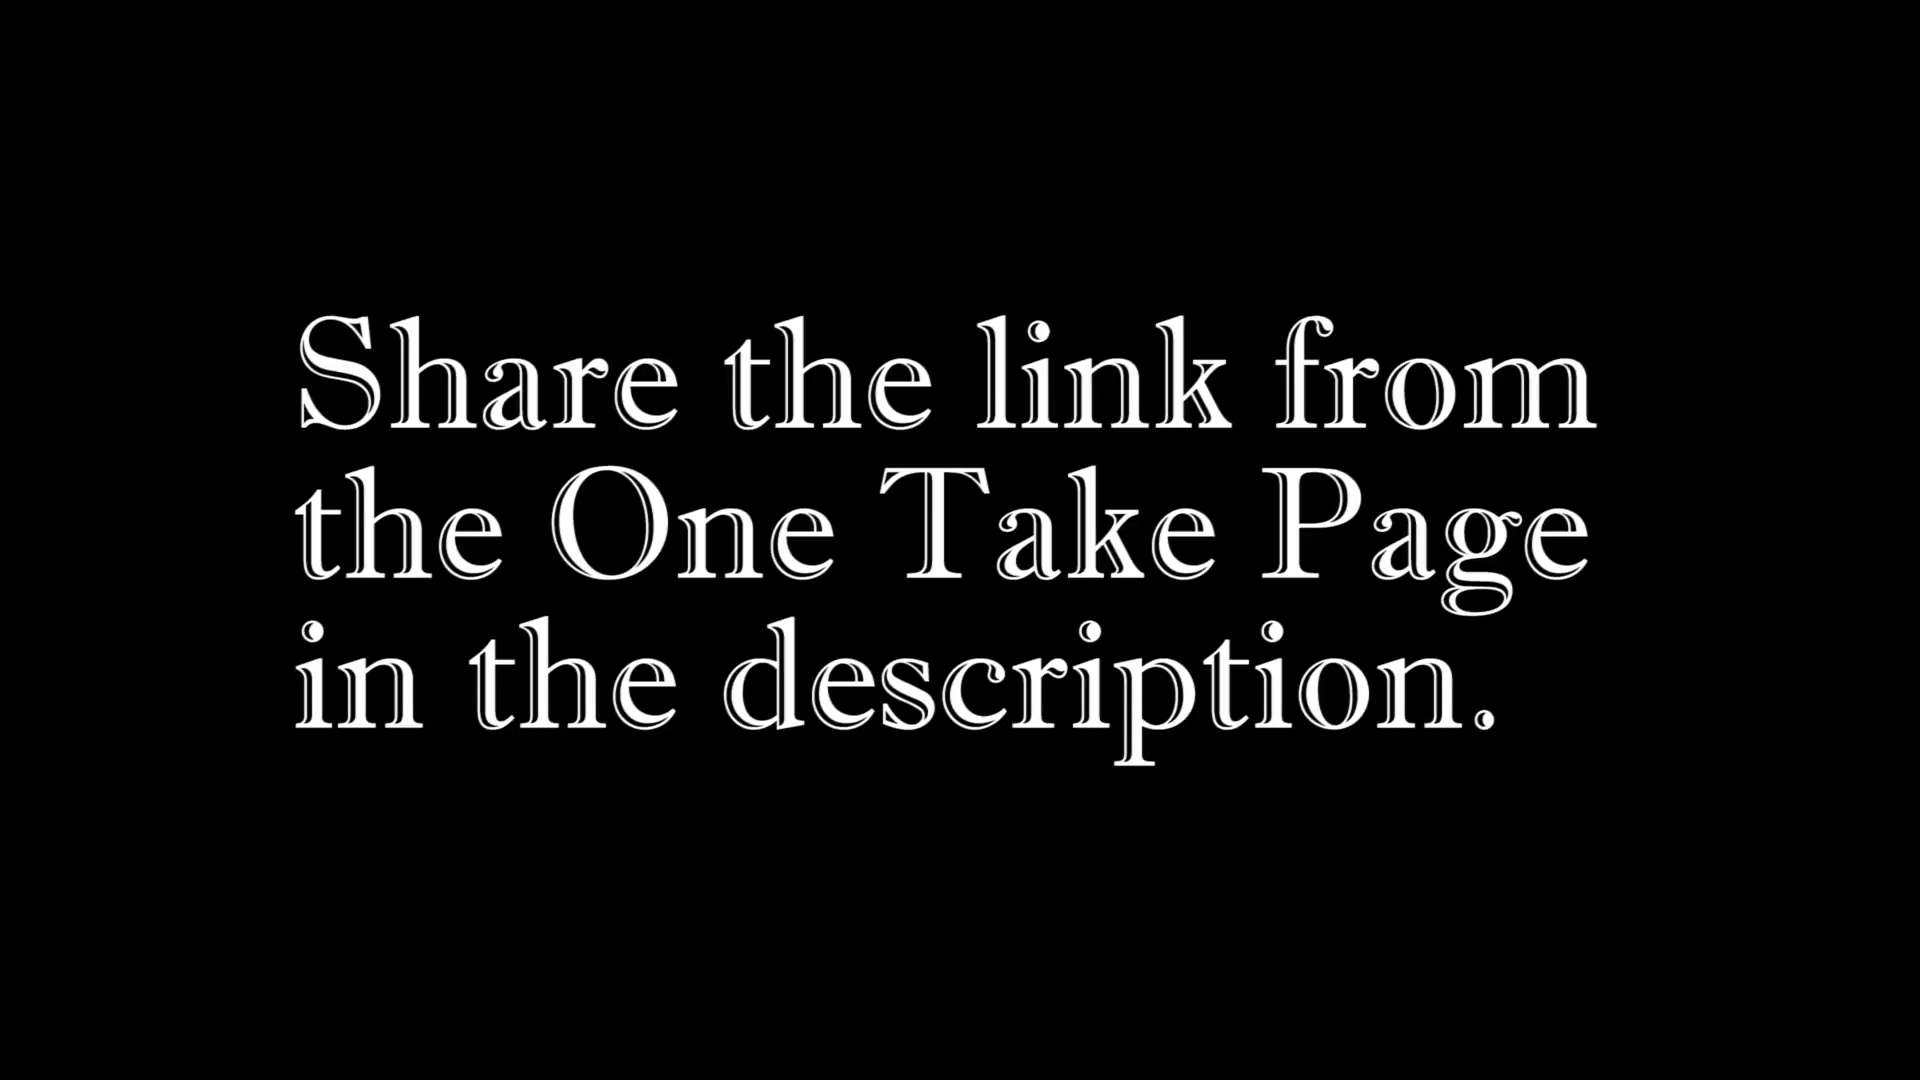 Share the link from
the One Take Page
in the description.